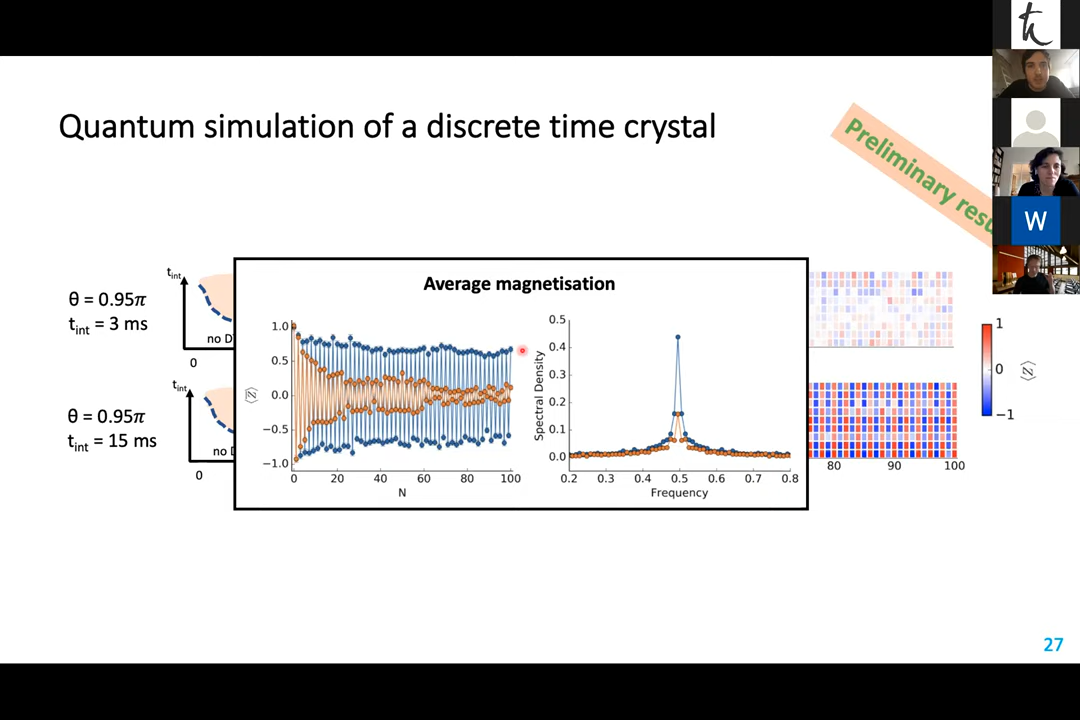 Quantum simulation of a discrete time crystal
Preliminary
W
θ = 0.95π
t_int = 3 ms
t_int
no
0
θ = 0.95π
t_int = 15 ms
t_int
no
0
Average magnetisation
1.0
0.5
0.0
−0.5
−1.0
⟨Z⟩
0 20 40 60 80 100
N
0.5
0.4
0.3
0.2
0.1
0.0
Spectral Density
0.2 0.3 0.4 0.5 0.6 0.7 0.8
Frequency
80 90 100
1
0
−1
⟨Z⟩
27